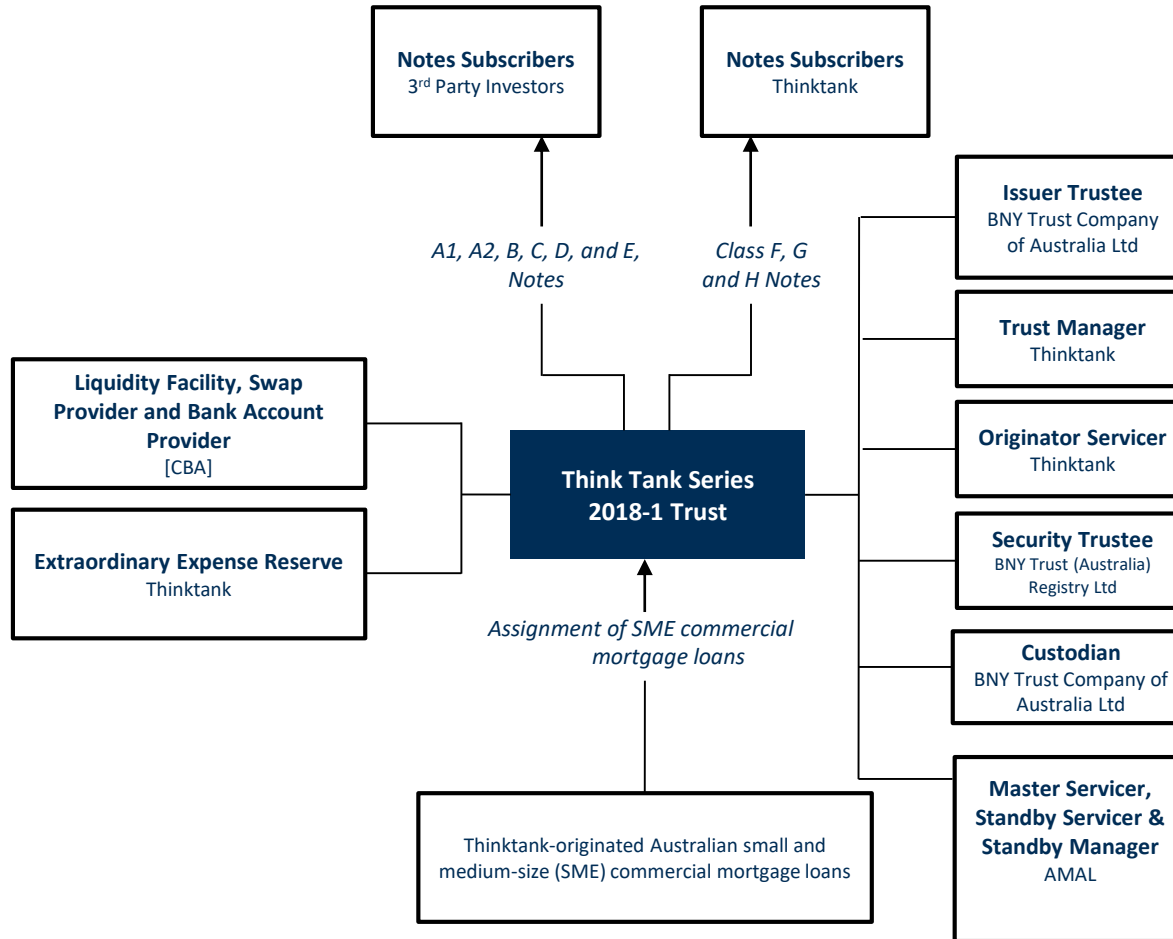 Notes Subscribers
3rd Party Investors
Notes Subscribers
Thinktank
A1, A2, B, C, D, and E,
Notes
Class F, G
and H Notes
Issuer Trustee
BNY Trust Company
of Australia Ltd
Trust Manager
Thinktank
Liquidity Facility, Swap
Provider and Bank Account
Provider
[CBA]
Originator Servicer
Thinktank
Think Tank Series
2018-1 Trust
Extraordinary Expense Reserve
Thinktank
Security Trustee
BNY Trust (Australia)
Registry Ltd
Assignment of SME commercial
mortgage loans
Custodian
BNY Trust Company of
Australia Ltd
Master Servicer,
Standby Servicer &
Standby Manager
AMAL
Thinktank-originated Australian small and
medium-size (SME) commercial mortgage loans